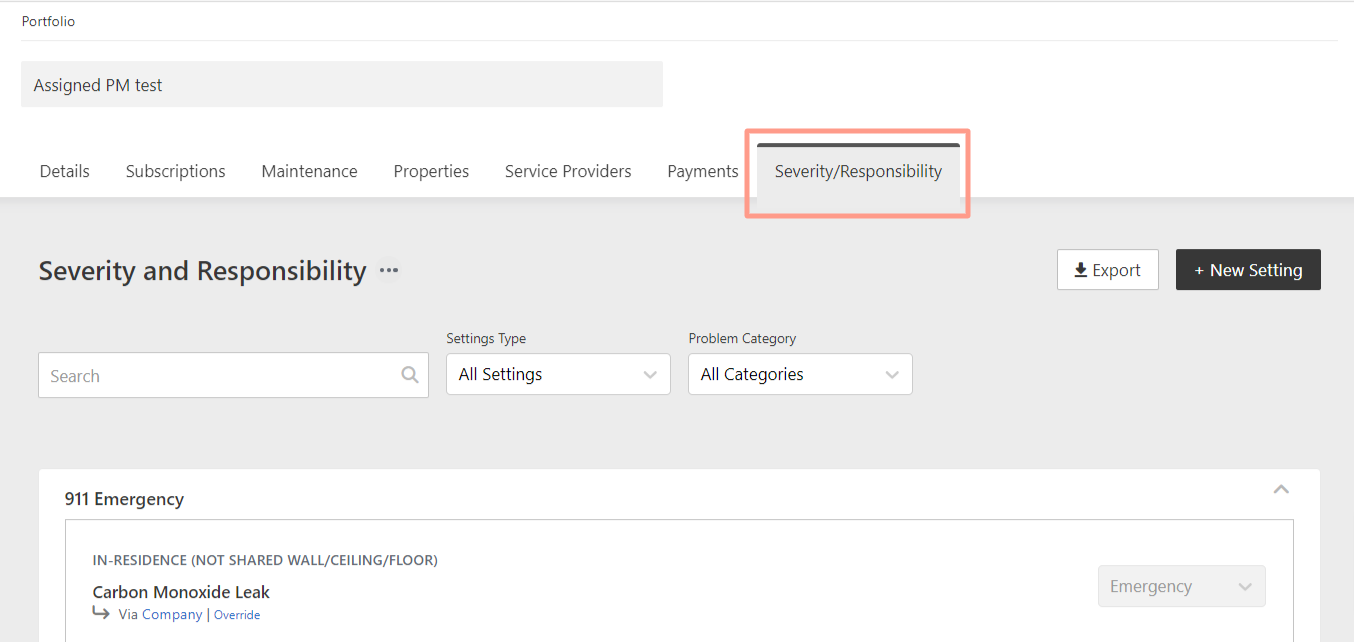 Portfolio
Assigned PM test
Details Subscriptions Maintenance Properties Service Providers Payments Severity/Responsibility
Severity and Responsibility ···
Export + New Setting
Settings Type Problem Category
Search All Settings All Categories
911 Emergency
IN-RESIDENCE (NOT SHARED WALL/CEILING/FLOOR)
Carbon Monoxide Leak
Emergency
Via Company | Override